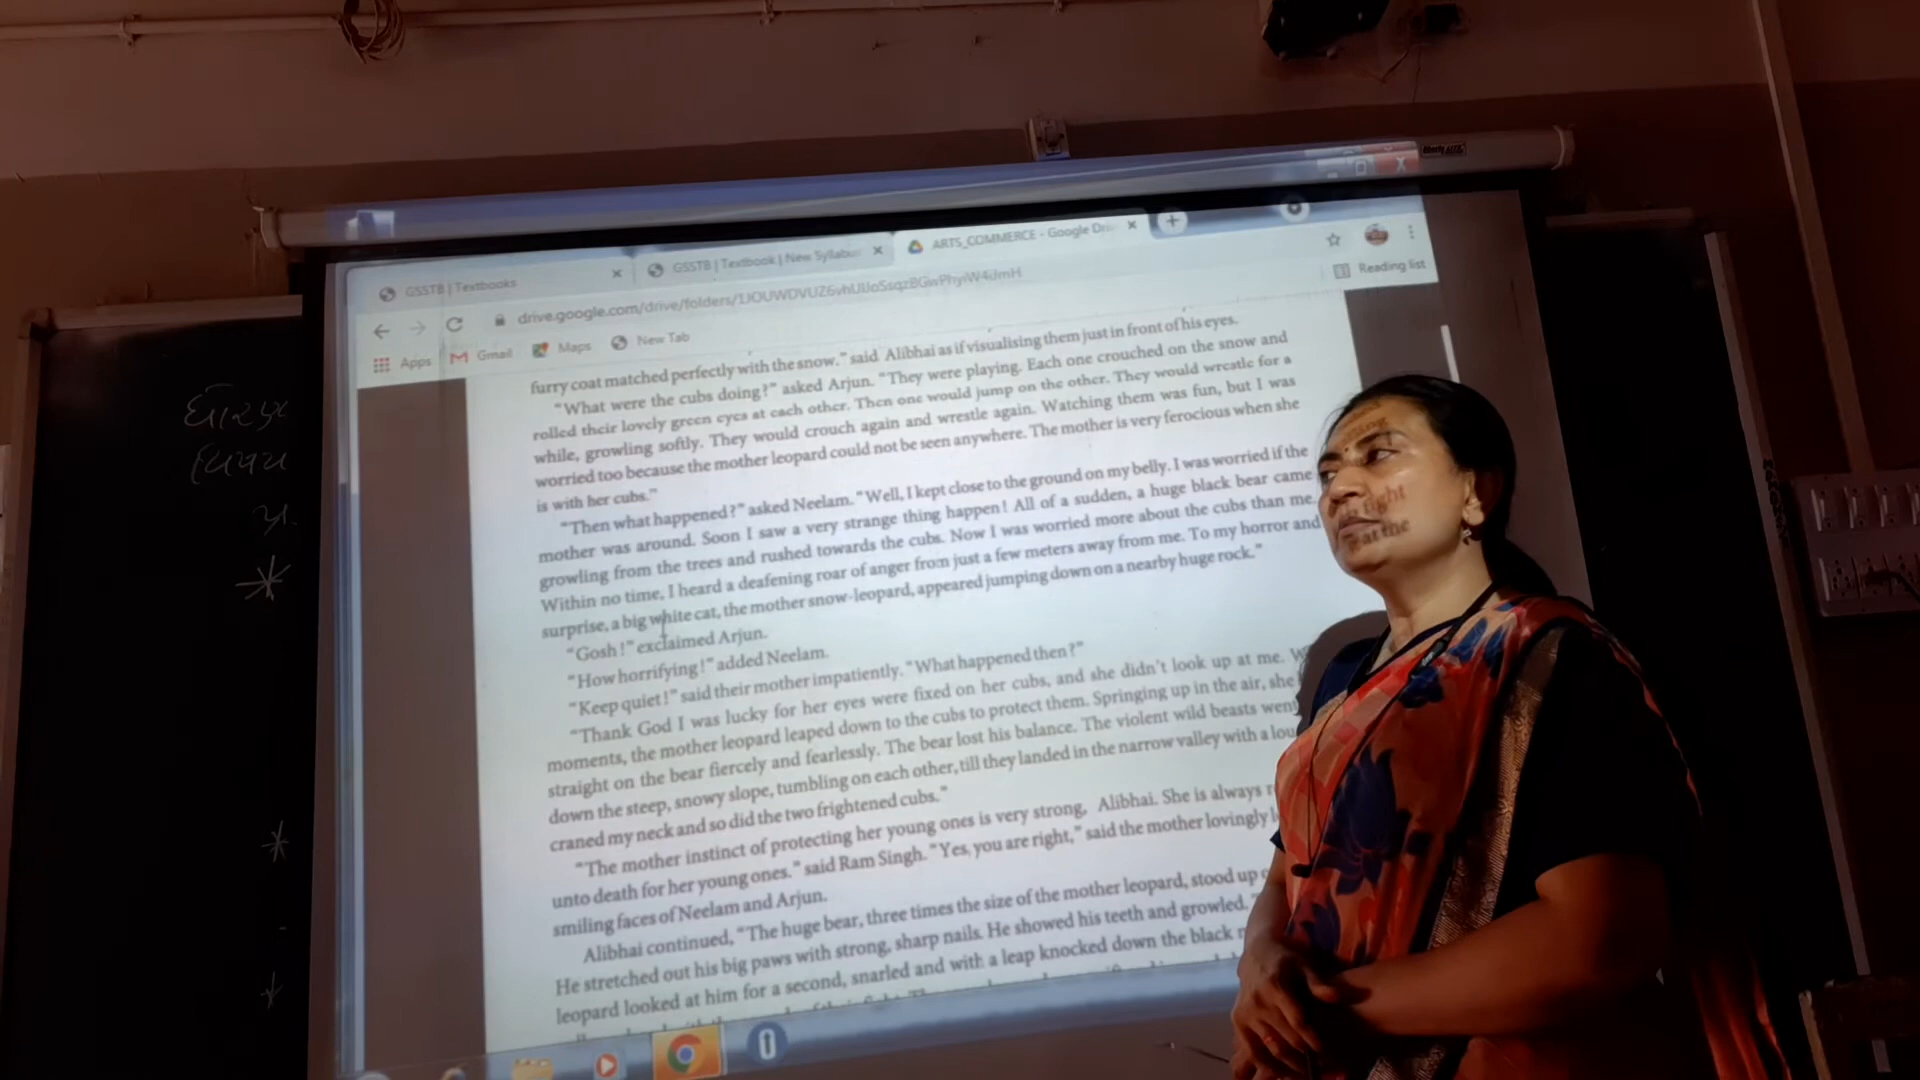 GSSTB | Textbooks
GSSTB | Textbook | New Syllabus
ARTS_COMMERCE - Google Dri
drive.google.com/drive/folders/
Reading list
Apps
Gmail
Maps
New Tab
furry coat matched perfectly with the snow." said Alibhai as if visualising them just in front of his eyes.
"What were the cubs doing?" asked Arjun. "They were playing. Each one crouched on the snow and
rolled their lovely green eyes at each other. Then one would jump on the other. They would wrestle for a
while, growling softly. They would crouch again and wrestle again. Watching them was fun, but I was
worried too because the mother leopard could not be seen anywhere. The mother is very ferocious when she
is with her cubs."
"Then what happened?" asked Neelam. "Well, I kept close to the ground on my belly. I was worried if the
mother was around. Soon I saw a very strange thing happen! All of a sudden, a huge black bear came
growling from the trees and rushed towards the cubs. Now I was worried more about the cubs than me.
Within no time, I heard a deafening roar of anger from just a few meters away from me. To my horror and
surprise, a big white cat, the mother snow-leopard, appeared jumping down on a nearby huge rock."
"Gosh!" exclaimed Arjun.
"How horrifying!" added Neelam.
"Keep quiet!" said their mother impatiently. "What happened then?"
"Thank God I was lucky for her eyes were fixed on her cubs, and she didn't look up at me. W
moments, the mother leopard leaped down to the cubs to protect them. Springing up in the air, she
straight on the bear fiercely and fearlessly. The bear lost his balance. The violent wild beasts went
down the steep, snowy slope, tumbling on each other, till they landed in the narrow valley with a lou
craned my neck and so did the two frightened cubs."
"The mother instinct of protecting her young ones is very strong, Alibhai. She is always r
unto death for her young ones." said Ram Singh. "Yes, you are right," said the mother lovingly l
smiling faces of Neelam and Arjun.
Alibhai continued, "The huge bear, three times the size of the mother leopard, stood up o
He stretched out his big paws with strong, sharp nails. He showed his teeth and growled. "
leopard looked at him for a second, snarled and with a leap knocked down the black
fight
at the